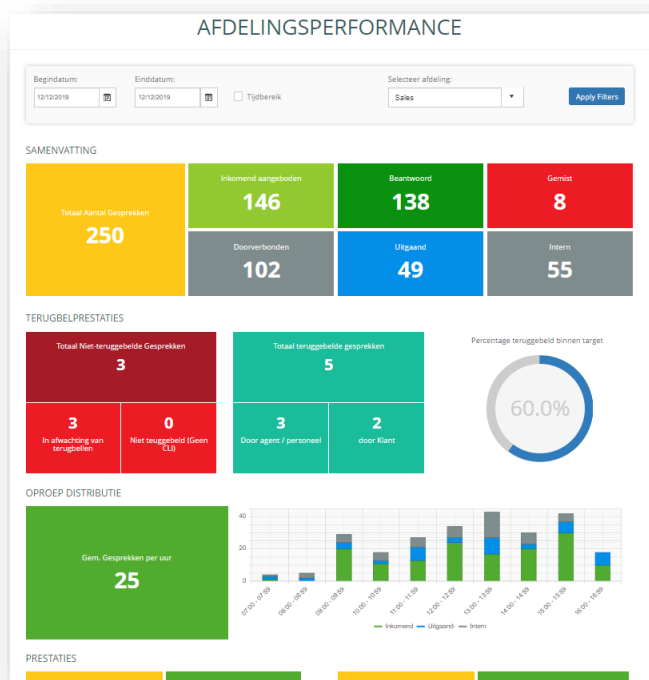 AFDELINGSPERFORMANCE
Begindatum:
Einddatum:
Selecteer afdeling:
12/12/2019
12/12/2019
Tijdbereik
Sales
Apply Filters
SAMENVATTING
Totaal Aantal Gesprekken
250
Inkomend aangeboden
146
Beantwoord
138
Gemist
8
Doorverbonden
102
Uitgaand
49
Intern
55
TERUGBELPRESTATIES
Totaal Niet-teruggebelde Gesprekken
3
3
In afwachting van
terugbellen
0
Niet teuggebeld (Geen
CLI)
Totaal teruggebelde gesprekken
5
3
Door agent / personeel
2
door Klant
Percentage teruggebeld binnen target
60.0%
OPROEP DISTRIBUTIE
Gem. Gesprekken per uur
25
40
20
0
07:00 - 07:59
08:00 - 08:59
09:00 - 09:59
10:00 - 10:59
11:00 - 11:59
12:00 - 12:59
13:00 - 13:59
14:00 - 14:59
15:00 - 15:59
16:00 - 16:59
Inkomend
Uitgaand
Intern
PRESTATIES